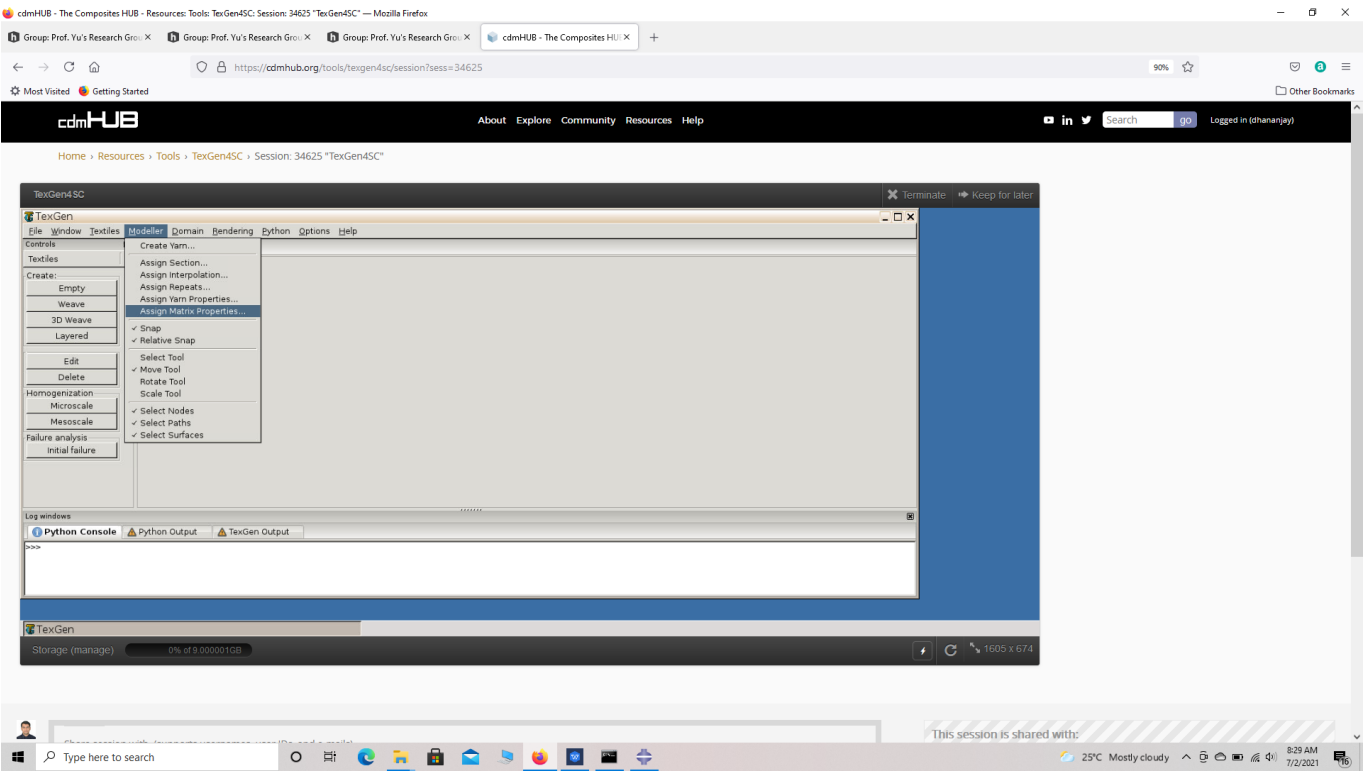 cdmHUB - The Composites HUB - Resources: Tools: TexGen4SC: Session: 34625 "TexGen4SC" — Mozilla Firefox
Group: Prof. Yu's Research Grou Group: Prof. Yu's Research Grou Group: Prof. Yu's Research Grou cdmHUB - The Composites HUB
https://cdmhub.org/tools/texgen4sc/session?sess=34625 90%
Most Visited Getting Started Other Bookmarks
cdmHUB About Explore Community Resources Help Search go Logged in (dhananjay)
Home › Resources › Tools › TexGen4SC › Session: 34625 "TexGen4SC"
TexGen4SC Terminate Keep for later
TexGen
File Window Textiles Modeller Domain Rendering Python Options Help
Controls
Textiles
Create:
Empty
Weave
3D Weave
Layered
Edit
Delete
Homogenization
Microscale
Mesoscale
Failure analysis
Initial failure
Create Yarn...
Assign Section...
Assign Interpolation...
Assign Repeats...
Assign Yarn Properties...
Assign Matrix Properties...
Snap
Relative Snap
Select Tool
Move Tool
Rotate Tool
Scale Tool
Select Nodes
Select Paths
Select Surfaces
Log windows
Python Console Python Output TexGen Output
>>>
TexGen
Storage (manage) 0% of 9.000001GB 1605 x 674
This session is shared with:
Type here to search 25°C Mostly cloudy 8:29 AM
7/2/2021 16